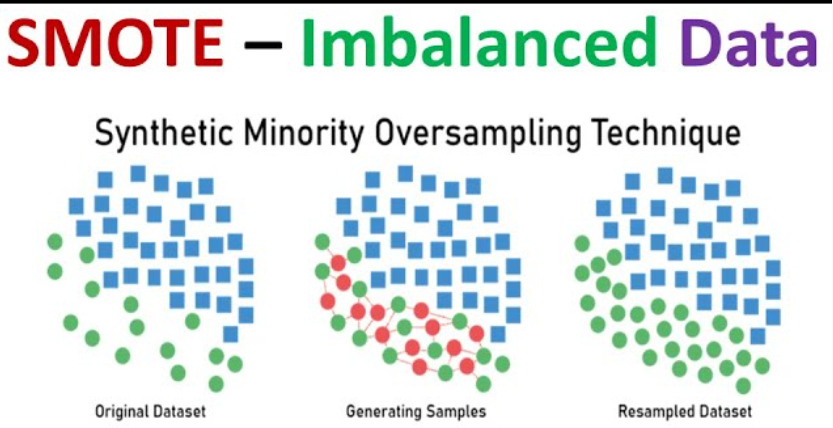 SMOTE – Imbalanced Data
Synthetic Minority Oversampling Technique
Original Dataset
Generating Samples
Resampled Dataset